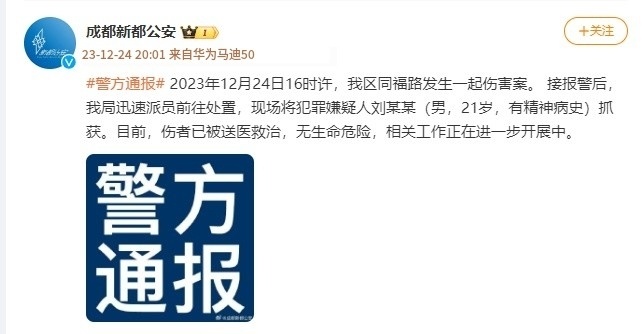 成都新都公安
+关注
23-12-24 20:01 来自华为马迪50
#警方通报# 2023年12月24日16时许，我区同福路发生一起伤害案。 接报警后，
我局迅速派员前往处置，现场将犯罪嫌疑人刘某某（男，21岁，有精神病史）抓
获。目前，伤者已被送医救治，无生命危险，相关工作正在进一步开展中。
警方
通报
@成都新都公安